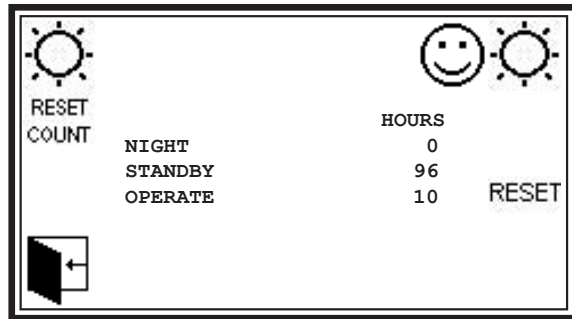 RESET
COUNT
HOURS
NIGHT 0
STANDBY 96
OPERATE 10
RESET